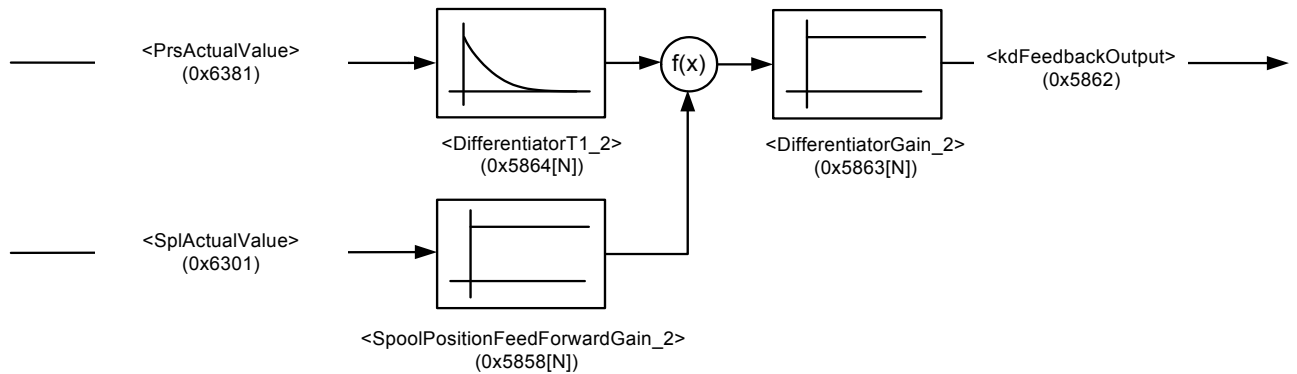 <PrsActualValue>
(0x6381)
<DifferentiatorT1_2>
(0x5864[N])
f(x)
<DifferentiatorGain_2>
(0x5863[N])
<kdFeedbackOutput>
(0x5862)
<SplActualValue>
(0x6301)
<SpoolPositionFeedForwardGain_2>
(0x5858[N])